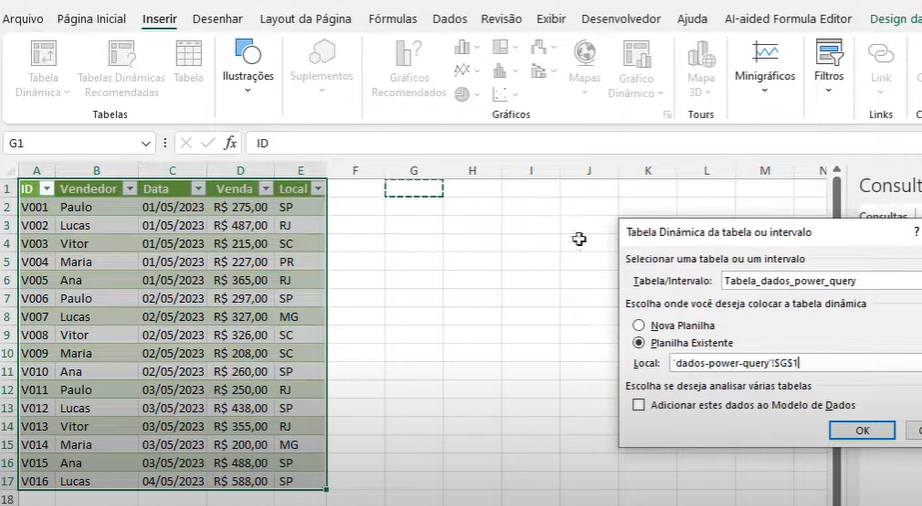 Arquivo Página Inicial Inserir Desenhar Layout da Página Fórmulas Dados Revisão Exibir Desenvolvedor Ajuda AI-aided Formula Editor Design da
Tabela Dinâmica
Tabelas Dinâmicas Recomendadas
Tabela
Ilustrações
Suplementos
Gráficos Recomendados
Mapas
Gráfico Dinâmico
Mapa 3D
Minigráficos
Filtros
Link
Tabelas Gráficos Tours Links
G1 fx ID
A B C D E F G H I J K L M N
1 ID Vendedor Data Venda Local
2 V001 Paulo 01/05/2023 R$ 275,00 SP
3 V002 Lucas 01/05/2023 R$ 487,00 RJ
4 V003 Vitor 01/05/2023 R$ 215,00 SC
5 V004 Maria 01/05/2023 R$ 227,00 PR
6 V005 Ana 01/05/2023 R$ 365,00 RJ
7 V006 Paulo 02/05/2023 R$ 297,00 SP
8 V007 Lucas 02/05/2023 R$ 327,00 MG
9 V008 Vitor 02/05/2023 R$ 326,00 SC
10 V009 Maria 02/05/2023 R$ 208,00 SC
11 V010 Ana 02/05/2023 R$ 260,00 SP
12 V011 Paulo 03/05/2023 R$ 250,00 RJ
13 V012 Lucas 03/05/2023 R$ 438,00 SP
14 V013 Vitor 03/05/2023 R$ 355,00 RJ
15 V014 Maria 03/05/2023 R$ 200,00 MG
16 V015 Ana 03/05/2023 R$ 488,00 SP
17 V016 Lucas 04/05/2023 R$ 588,00 SP
18
Consult
Consultas
Tabela Dinâmica da tabela ou intervalo ?
Selecionar uma tabela ou um intervalo
Tabela/Intervalo: Tabela_dados_power_query
Escolha onde você deseja colocar a tabela dinâmica
Nova Planilha
Planilha Existente
Local: 'dados-power-query'!$G$1
Escolha se deseja analisar várias tabelas
Adicionar estes dados ao Modelo de Dados
OK